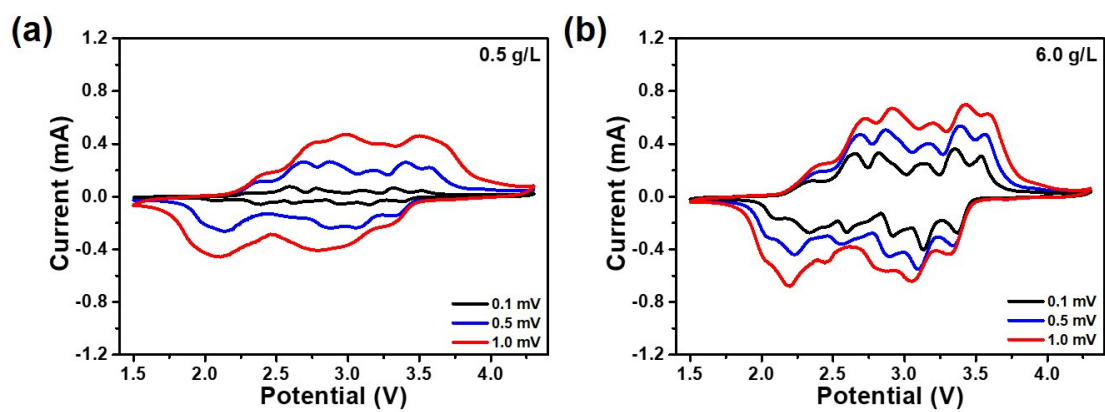 (a)
1.2
0.8
0.4
0.0
-0.4
-0.8
-1.2
Current (mA)
0.5 g/L
0.1 mV
0.5 mV
1.0 mV
1.5 2.0 2.5 3.0 3.5 4.0
Potential (V)
(b)
1.2
0.8
0.4
0.0
-0.4
-0.8
-1.2
Current (mA)
6.0 g/L
0.1 mV
0.5 mV
1.0 mV
1.5 2.0 2.5 3.0 3.5 4.0
Potential (V)